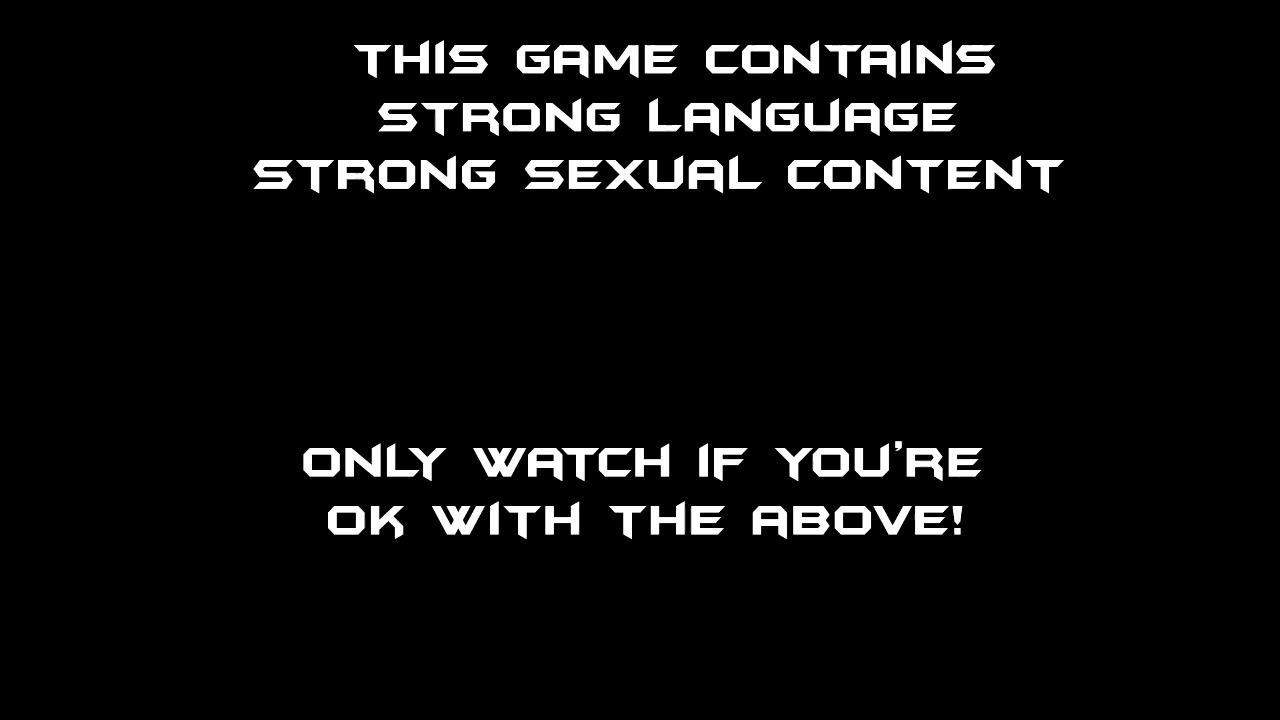 THIS GAME CONTAINS
STRONG LANGUAGE
STRONG SEXUAL CONTENT
ONLY WATCH IF YOU'RE
OK WITH THE ABOVE!